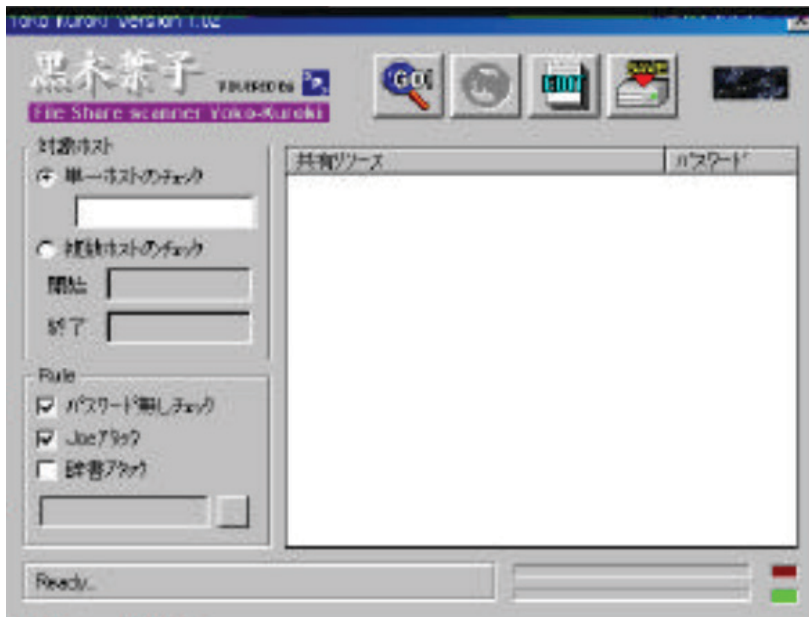 Yoko Kuroki Version 1.02
黒木葉子 POWERED BY
File Share scanner Yoko-Kuroki
GO!
EDIT
SAVE
対象ホスト
単一ホストのチェック
複数ホストのチェック
開始
終了
共有リソース
パスワード
Rule
パスワード無しチェック
Joeアタック
辞書アタック
Ready..